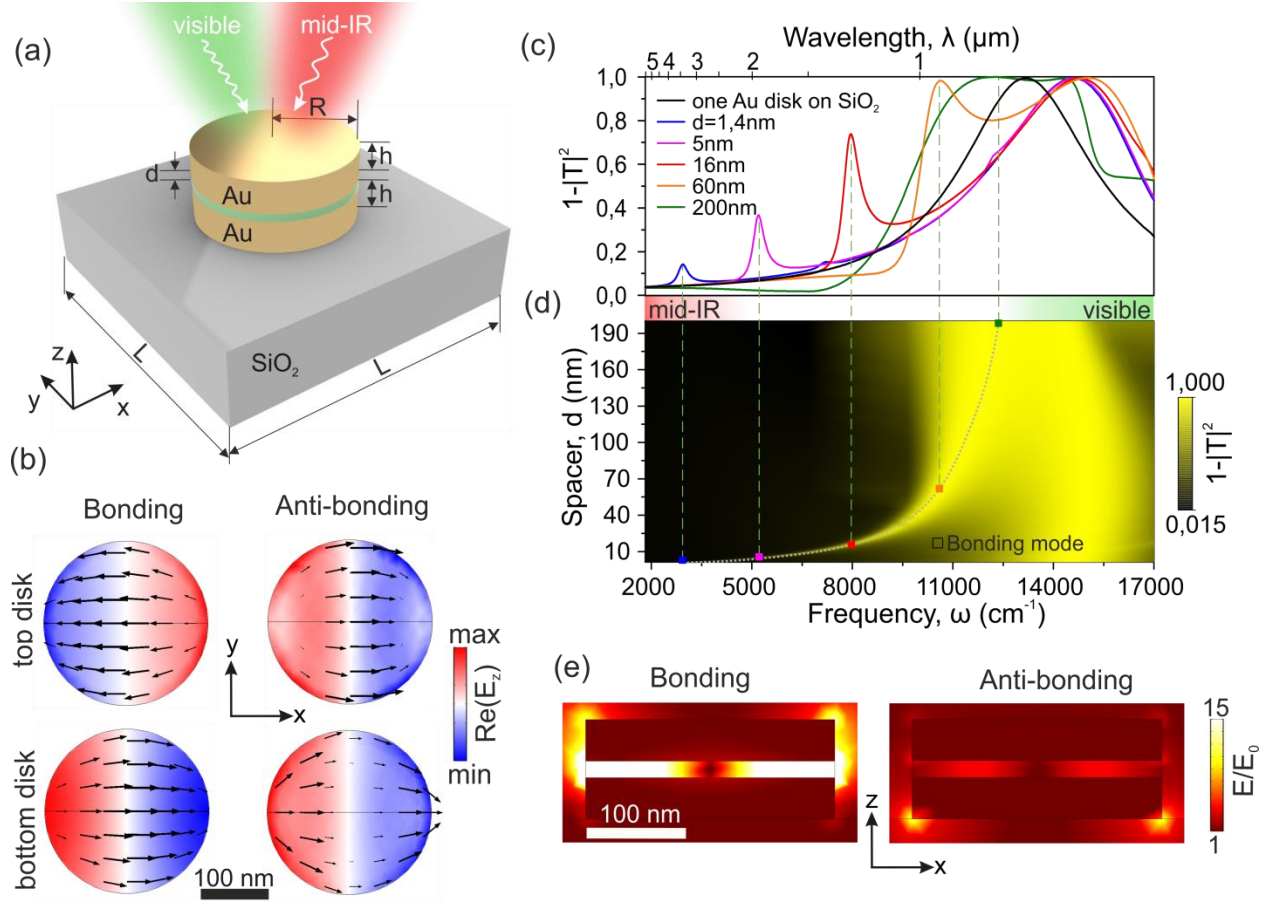 (a)
visible
mid-IR
R
h
d
h
Au
Au
SiO₂
L
L
z
y
x
(b)
Bonding
Anti-bonding
top disk
bottom disk
y
x
max
Re(E_z)
min
100 nm
(c)
Wavelength, λ (μm)
5 4 3 2 1
1-|T|²
1,0
0,8
0,6
0,4
0,2
0,0
one Au disk on SiO₂
d=1,4nm
5nm
16nm
60nm
200nm
(d)
mid-IR
visible
Spacer, d (nm)
190
160
130
100
70
40
10
Bonding mode
2000 5000 8000 11000 14000 17000
Frequency, ω (cm⁻¹)
1,000
1-|T|²
0,015
(e)
Bonding
Anti-bonding
100 nm
z
x
15
E/E₀
1